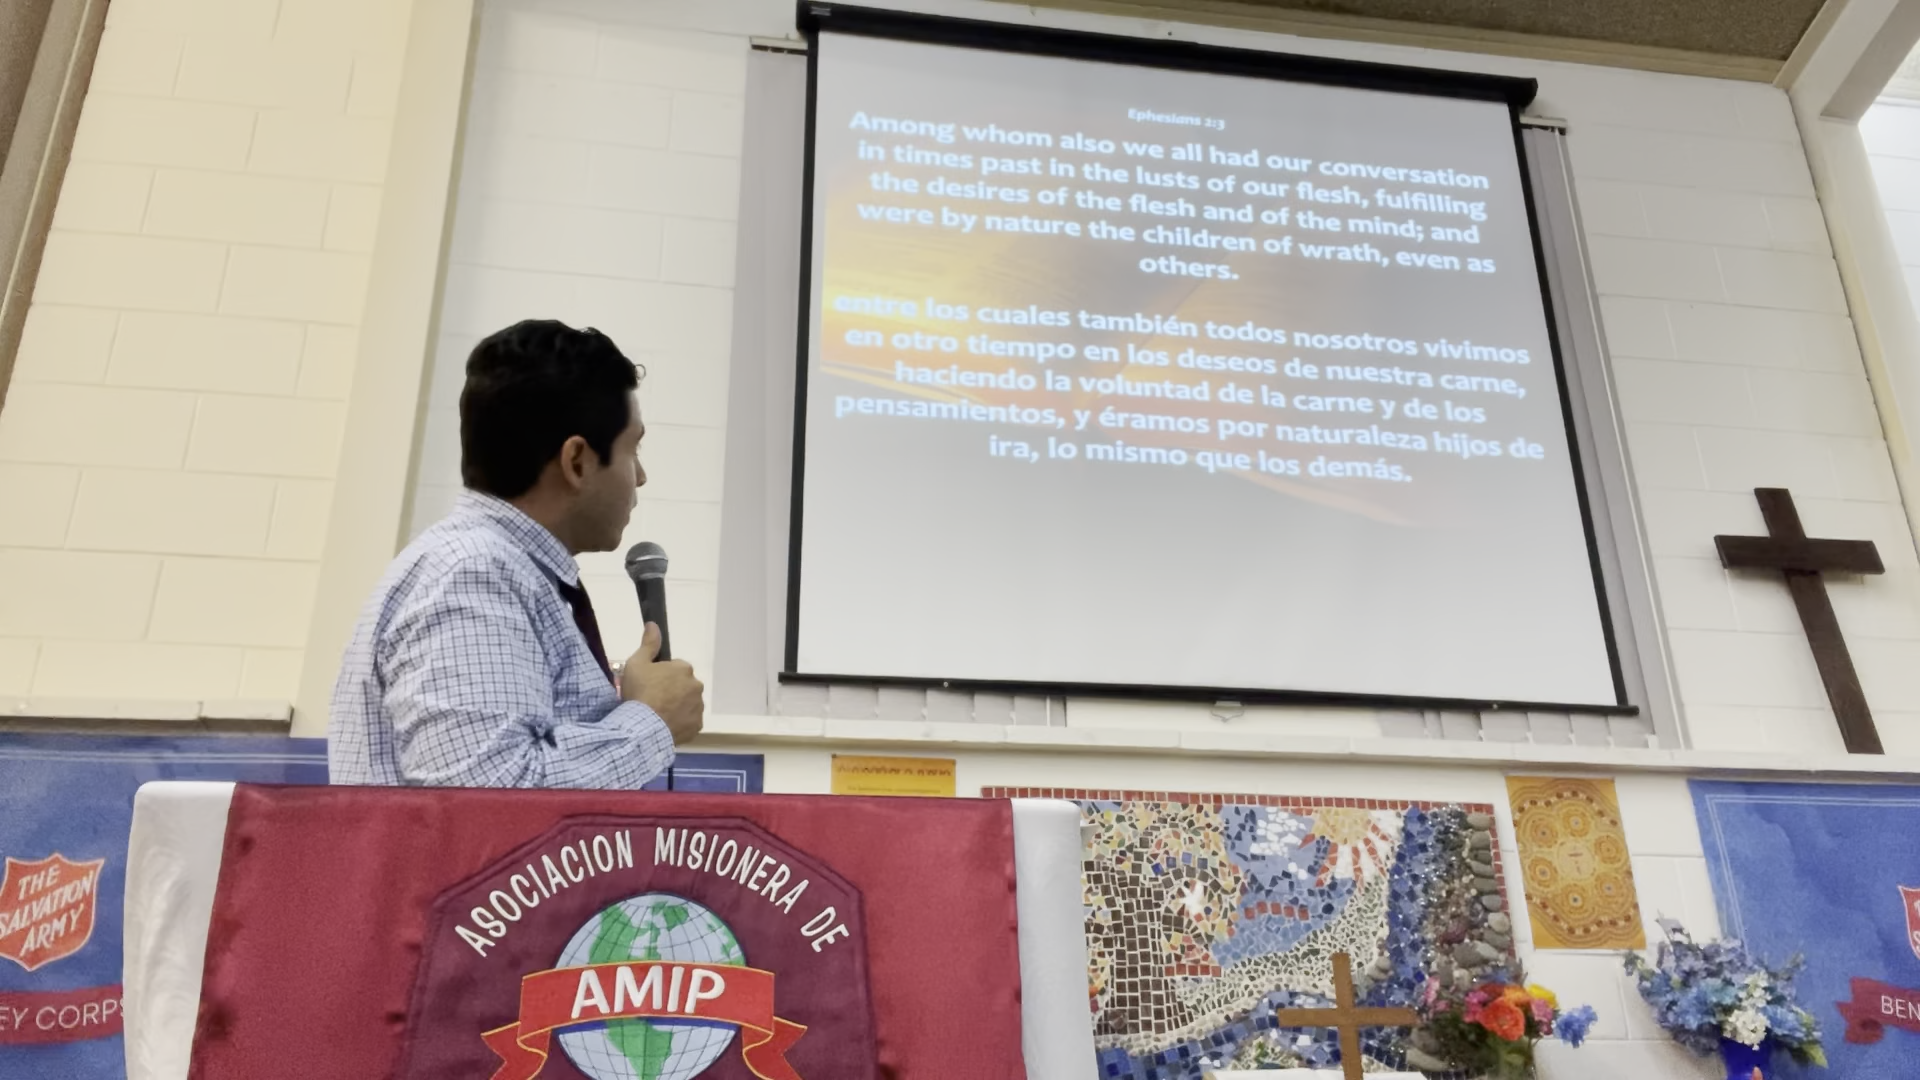 Ephesians 2:3
Among whom also we all had our conversation
in times past in the lusts of our flesh, fulfilling
the desires of the flesh and of the mind; and
were by nature the children of wrath, even as
others.
entre los cuales también todos nosotros vivimos
en otro tiempo en los deseos de nuestra carne,
haciendo la voluntad de la carne y de los
pensamientos, y éramos por naturaleza hijos de
ira, lo mismo que los demás.
THE
SALVATION
ARMY
EY CORPS
ASOCIACION MISIONERA DE
AMIP
BEN